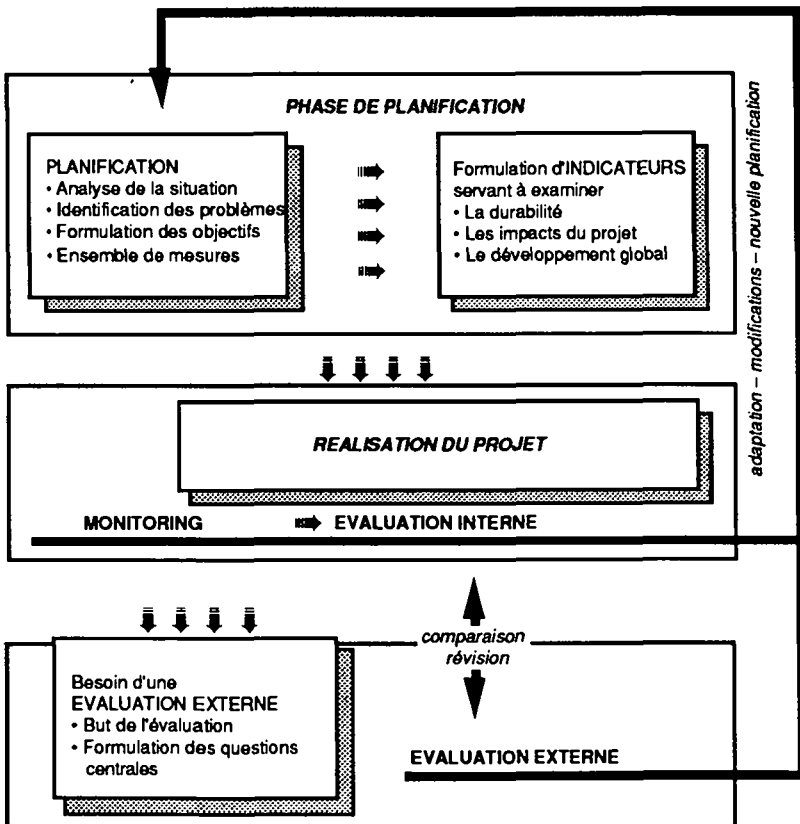 PHASE DE PLANIFICATION
PLANIFICATION
• Analyse de la situation
• Identification des problèmes
• Formulation des objectifs
• Ensemble de mesures
Formulation d'INDICATEURS
servant à examiner
• La durabilité
• Les impacts du projet
• Le développement global
adaptation – modifications – nouvelle planification
REALISATION DU PROJET
MONITORING
EVALUATION INTERNE
comparaison
révision
Besoin d'une
EVALUATION EXTERNE
• But de l'évaluation
• Formulation des questions
centrales
EVALUATION EXTERNE